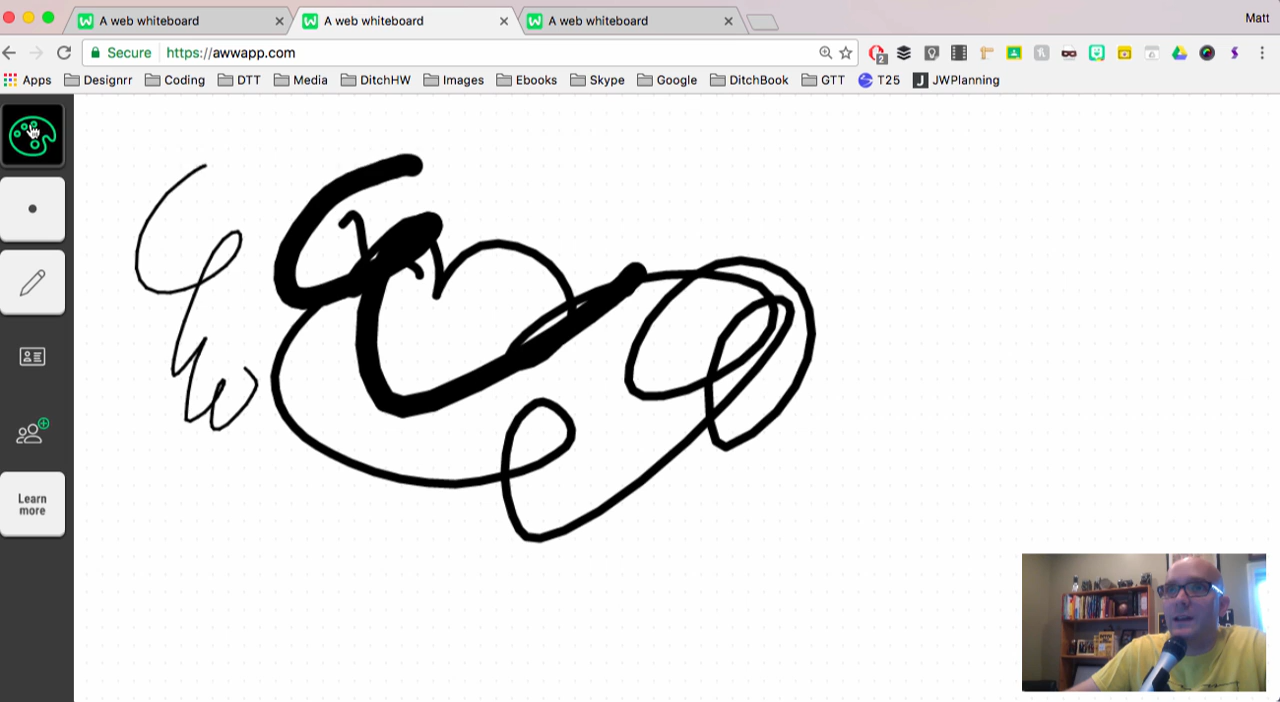 A web whiteboard A web whiteboard A web whiteboard Matt
Secure https://awwapp.com 2
Apps Designrr Coding DTT Media DitchHW Images Ebooks Skype Google DitchBook GTT T25 J JWPlanning
Learn
more